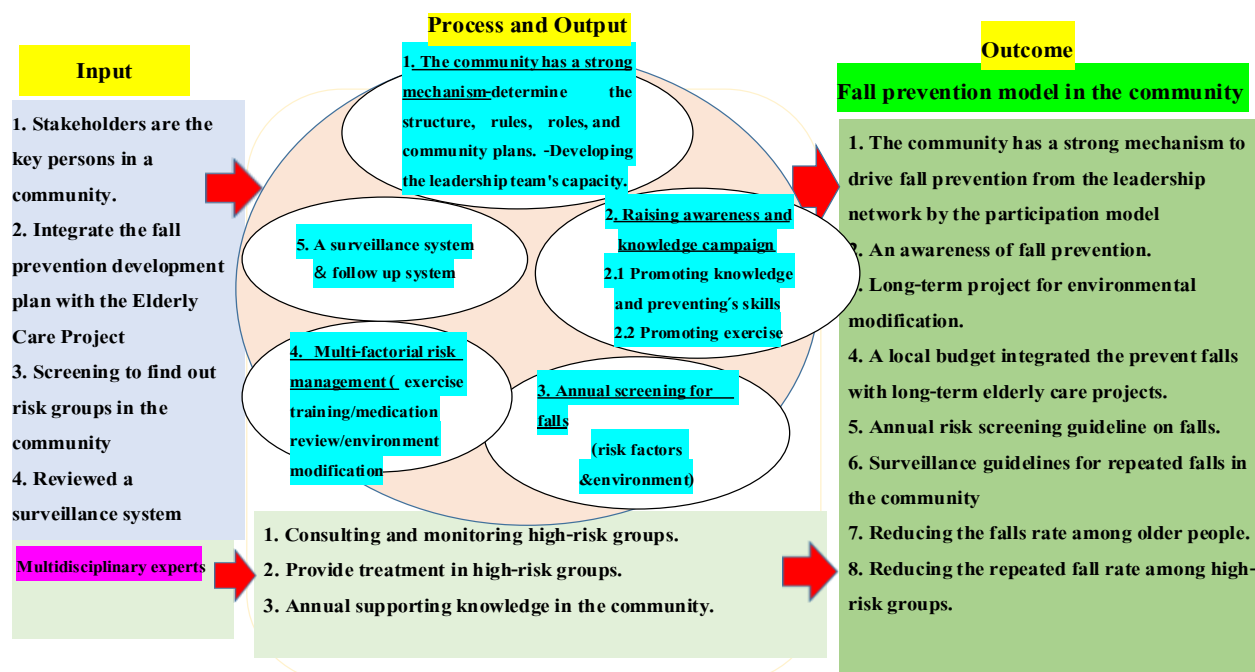 Input
1. Stakeholders are the
key persons in a
community.
2. Integrate the fall
prevention development
plan with the Elderly
Care Project
3. Screening to find out
risk groups in the
community
4. Reviewed a
surveillance system
Multidisciplinary experts
Process and Output
1. The community has a strong
mechanism-determine the
structure, rules, roles, and
community plans. -Developing
the leadership team's capacity.
2. Raising awareness and
knowledge campaign
2.1 Promoting knowledge
and preventing´s skills
2.2 Promoting exercise
3. Annual screening for
falls
(risk factors
&environment)
4. Multi-factorial risk
management ( exercise
training/medication
review/environment
modification
5. A surveillance system
& follow up system
1. Consulting and monitoring high-risk groups.
2. Provide treatment in high-risk groups.
3. Annual supporting knowledge in the community.
Outcome
Fall prevention model in the community
1. The community has a strong mechanism to
drive fall prevention from the leadership
network by the participation model
2. An awareness of fall prevention.
. Long-term project for environmental
modification.
4. A local budget integrated the prevent falls
with long-term elderly care projects.
5. Annual risk screening guideline on falls.
6. Surveillance guidelines for repeated falls in
the community
7. Reducing the falls rate among older people.
8. Reducing the repeated fall rate among high-
risk groups.